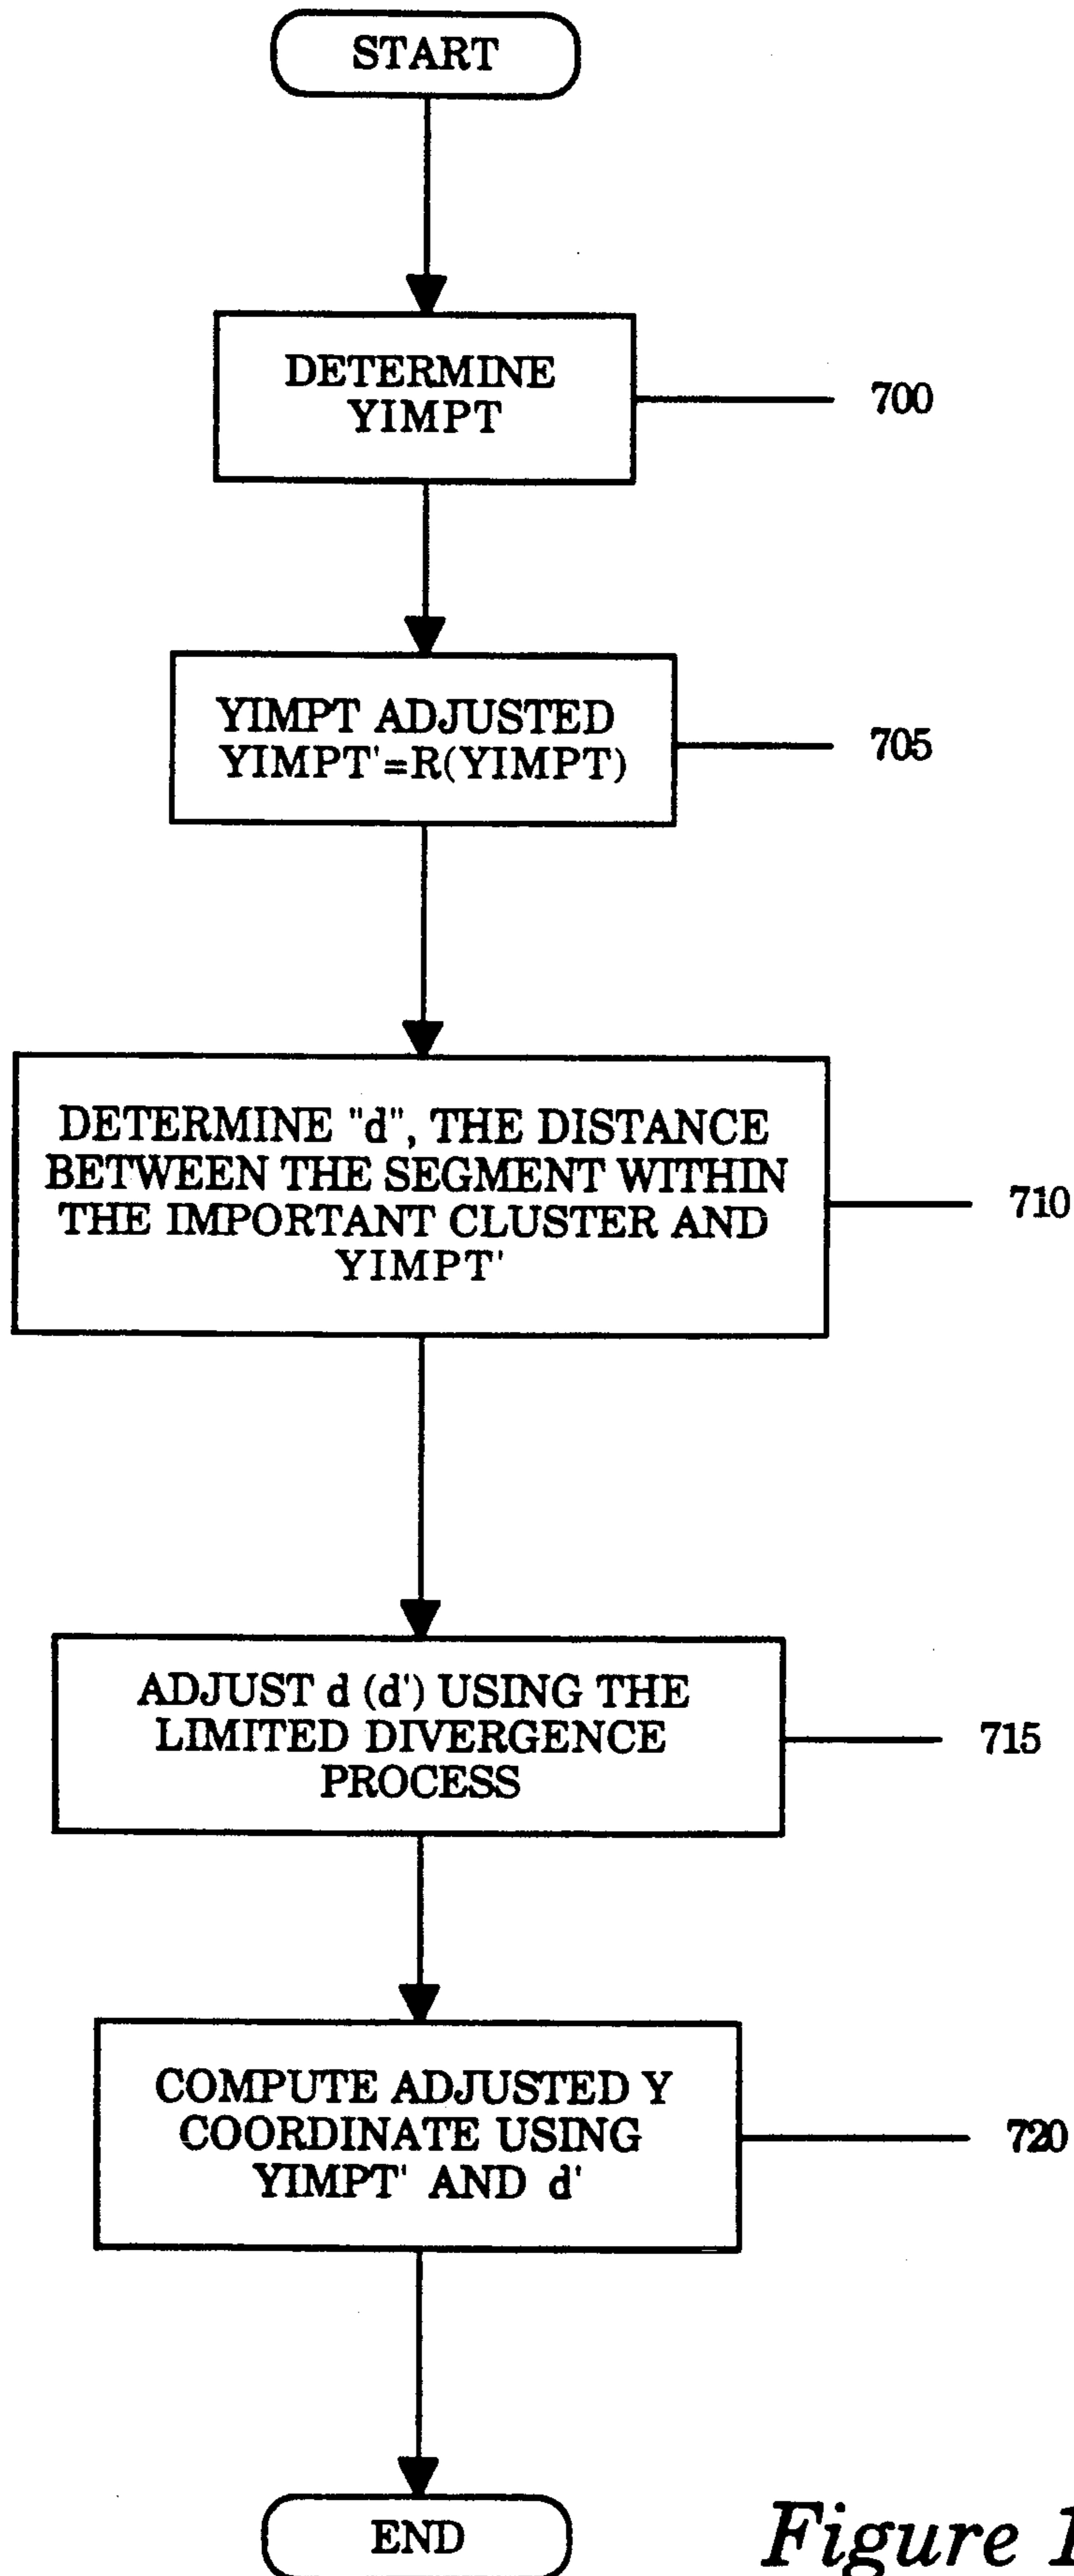 START
DETERMINE
YIMPT
700
YIMPT ADJUSTED
YIMPT'=R(YIMPT)
705
DETERMINE "d", THE DISTANCE
BETWEEN THE SEGMENT WITHIN
THE IMPORTANT CLUSTER AND
YIMPT'
710
ADJUST d (d') USING THE
LIMITED DIVERGENCE
PROCESS
715
COMPUTE ADJUSTED Y
COORDINATE USING
YIMPT' AND d'
720
END
Figure